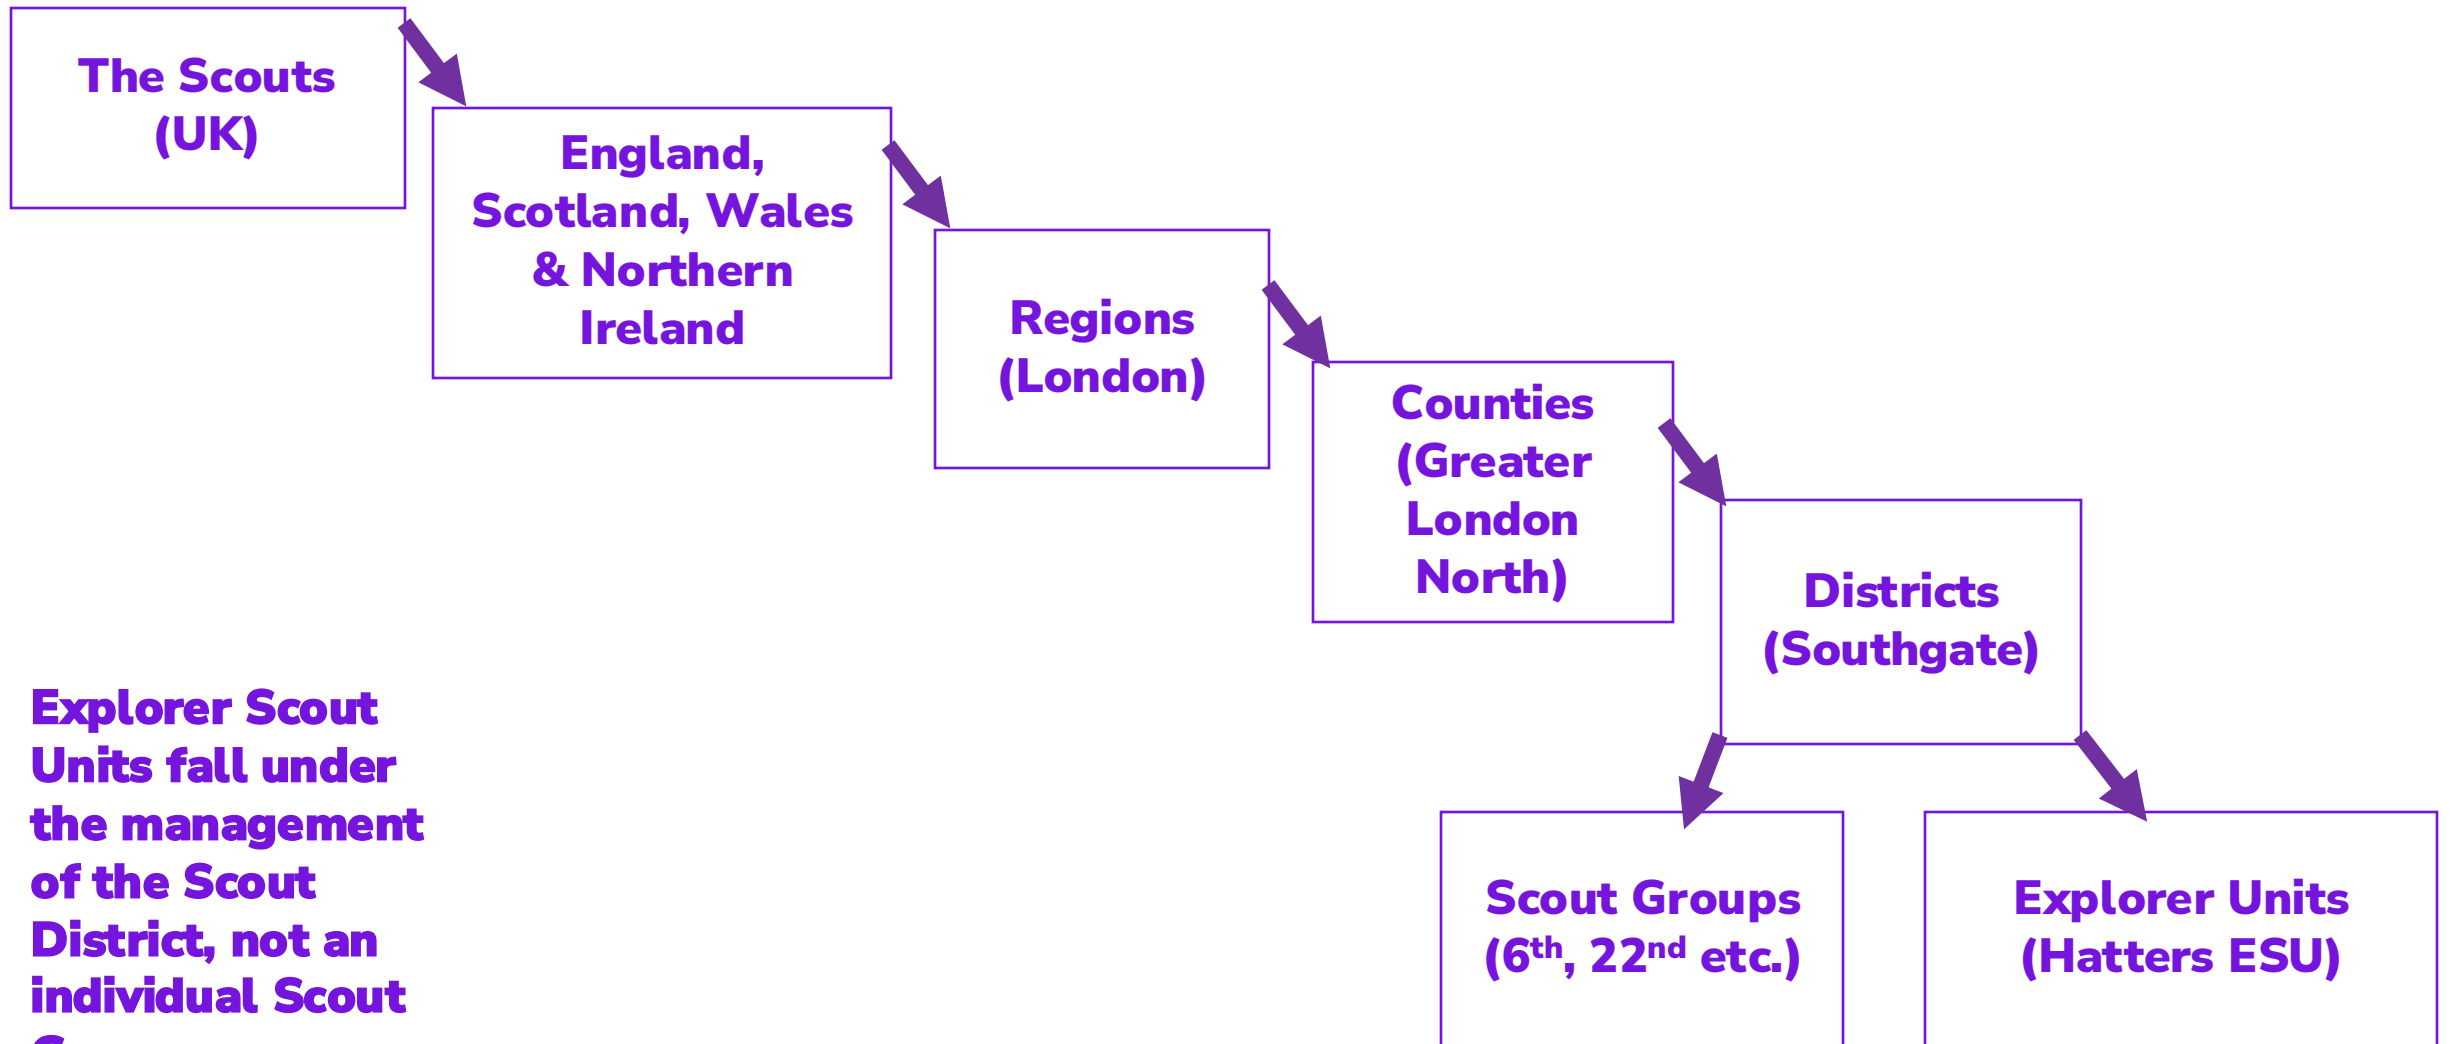 The Scouts
(UK)
England,
Scotland, Wales
& Northern
Ireland
Regions
(London)
Counties
(Greater
London
North)
Districts
(Southgate)
Scout Groups
(6th, 22nd etc.)
Explorer Units
(Hatters ESU)
Explorer Scout
Units fall under
the management
of the Scout
District, not an
individual Scout